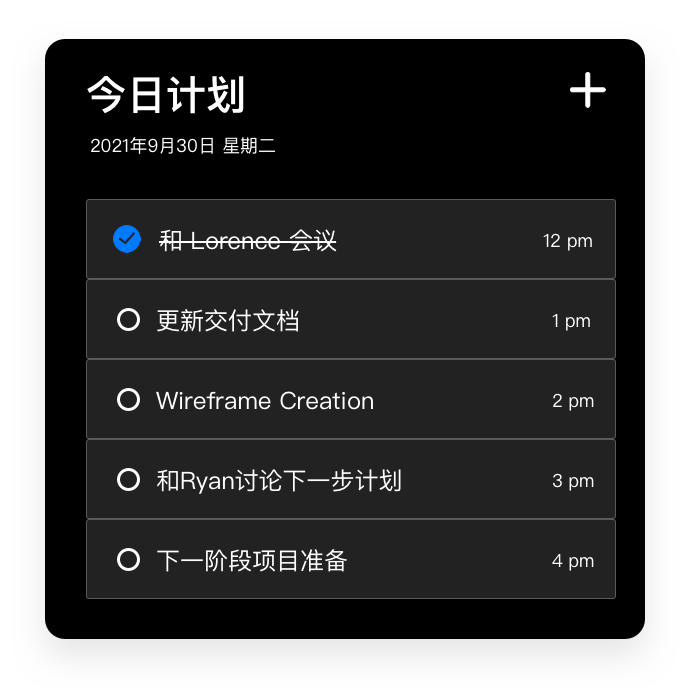 今日计划
2021年9月30日 星期二
和 Lorence 会议 12 pm
更新交付文档 1 pm
Wireframe Creation 2 pm
和Ryan讨论下一步计划 3 pm
下一阶段项目准备 4 pm